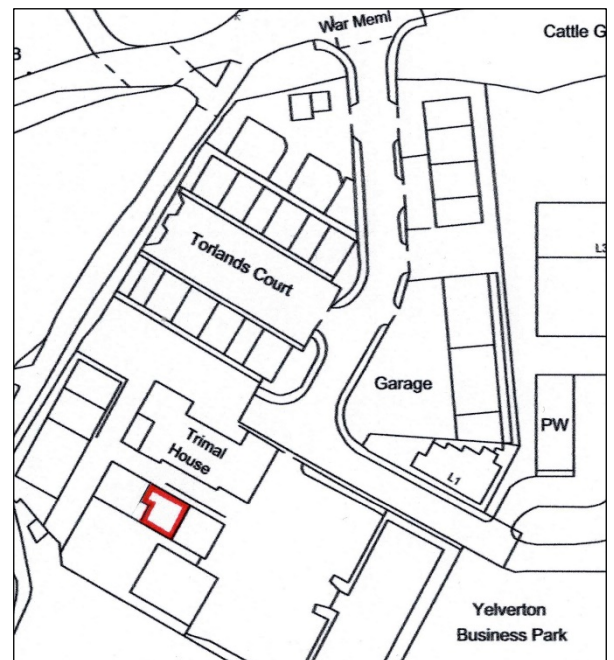 War Meml
Cattle G
B.
L3
Torlands Court
Garage
PW
Trimal
House
L1
Yelverton
Business Park